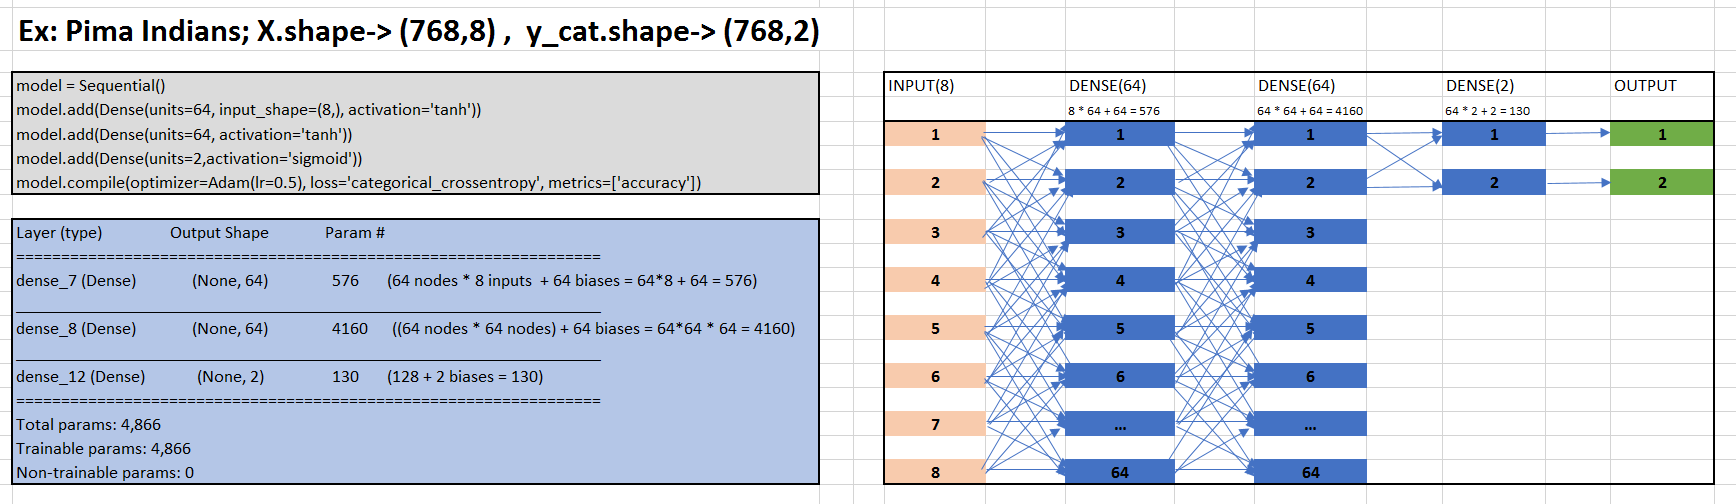 Ex: Pima Indians; X.shape-> (768,8) ,  y_cat.shape-> (768,2)
model = Sequential()
model.add(Dense(units=64, input_shape=(8,), activation='tanh'))
model.add(Dense(units=64, activation='tanh'))
model.add(Dense(units=2,activation='sigmoid'))
model.compile(optimizer=Adam(lr=0.5), loss='categorical_crossentropy', metrics=['accuracy'])
Layer (type) Output Shape Param #
=================================================================
dense_7 (Dense) (None, 64) 576 (64 nodes * 8 inputs + 64 biases = 64*8 + 64 = 576)
_________________________________________________________________
dense_8 (Dense) (None, 64) 4160 ((64 nodes * 64 nodes) + 64 biases = 64*64 * 64 = 4160)
_________________________________________________________________
dense_12 (Dense) (None, 2) 130 (128 + 2 biases = 130)
=================================================================
Total params: 4,866
Trainable params: 4,866
Non-trainable params: 0
INPUT(8) DENSE(64) DENSE(64) DENSE(2) OUTPUT
8 * 64 + 64 = 576 64 * 64 + 64 = 4160 64 * 2 + 2 = 130
1 1 1 1 1
2 2 2 2 2
3 3 3
4 4 4
5 5 5
6 6 6
7 ... ...
8 64 64